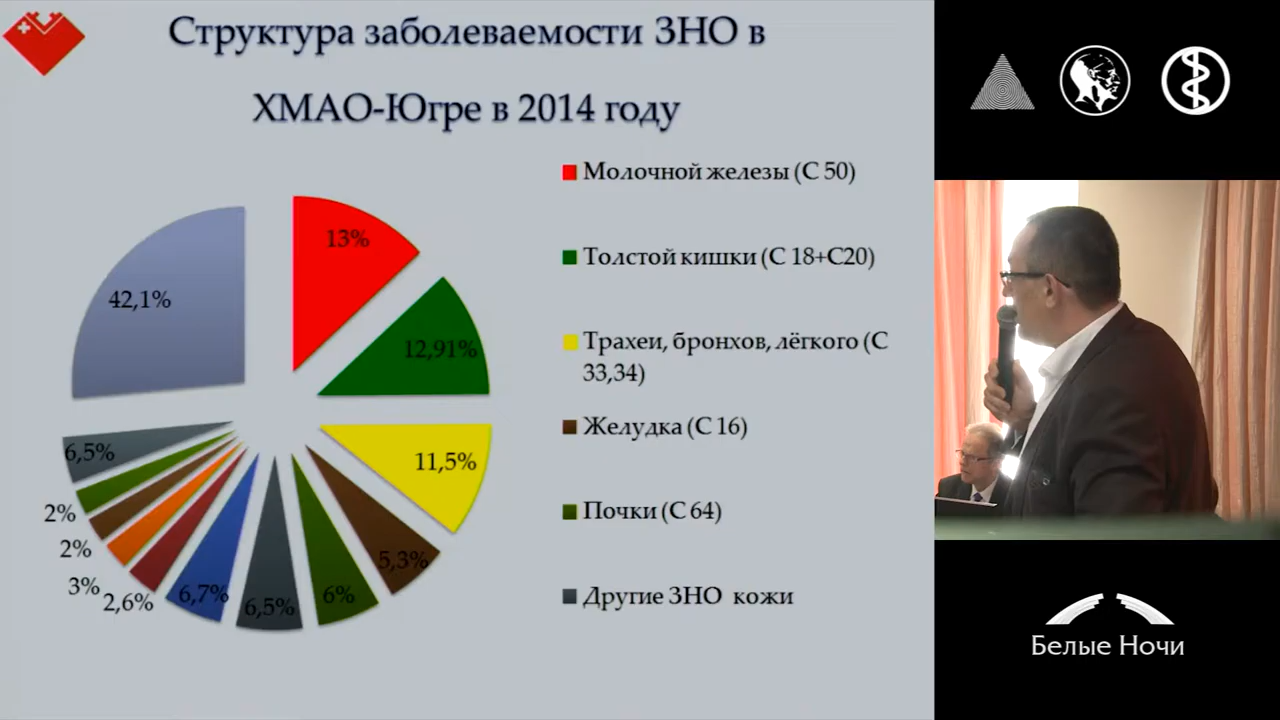 Структура заболеваемости ЗНО в
ХМАО-Югре в 2014 году
13%
12,91%
11,5%
5,3%
6%
6,5%
6,7%
2,6%
3%
2%
2%
6,5%
42,1%
Молочной железы (С 50)
Толстой кишки (С 18+С20)
Трахеи, бронхов, лёгкого (С
33,34)
Желудка (С 16)
Почки (С 64)
Другие ЗНО кожи
Белые Ночи